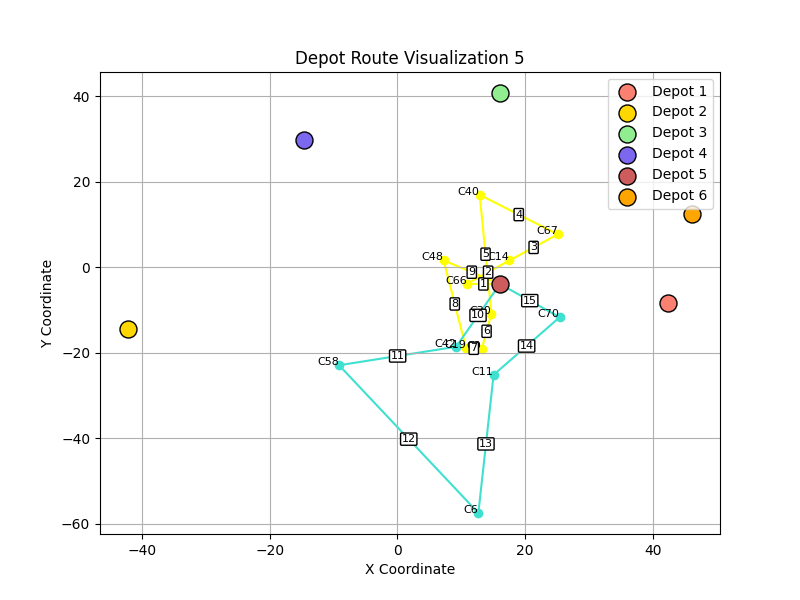 Depot Route Visualization 5
Depot 1
Depot 2
Depot 3
Depot 4
Depot 5
Depot 6
Y Coordinate
40
20
0
−20
−40
−60
−40
−20
0
20
40
X Coordinate
C40
4
C67
3
5
C14
C48
9
2
C66
1
15
8
10
C70
6
C42
7
14
11
C58
C11
12
13
C6